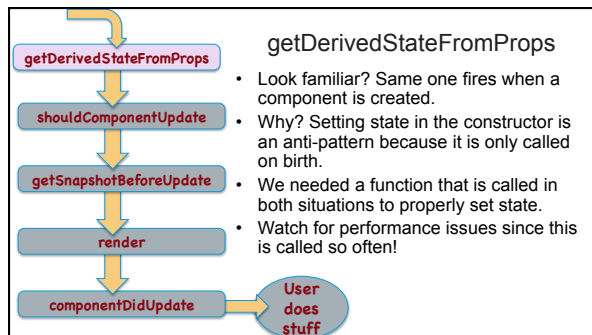 getDerivedStateFromProps
shouldComponentUpdate
getSnapshotBeforeUpdate
render
componentDidUpdate
User
does
stuff
getDerivedStateFromProps
• Look familiar? Same one fires when a
component is created.
• Why? Setting state in the constructor is
an anti-pattern because it is only called
on birth.
• We needed a function that is called in
both situations to properly set state.
• Watch for performance issues since this
is called so often!